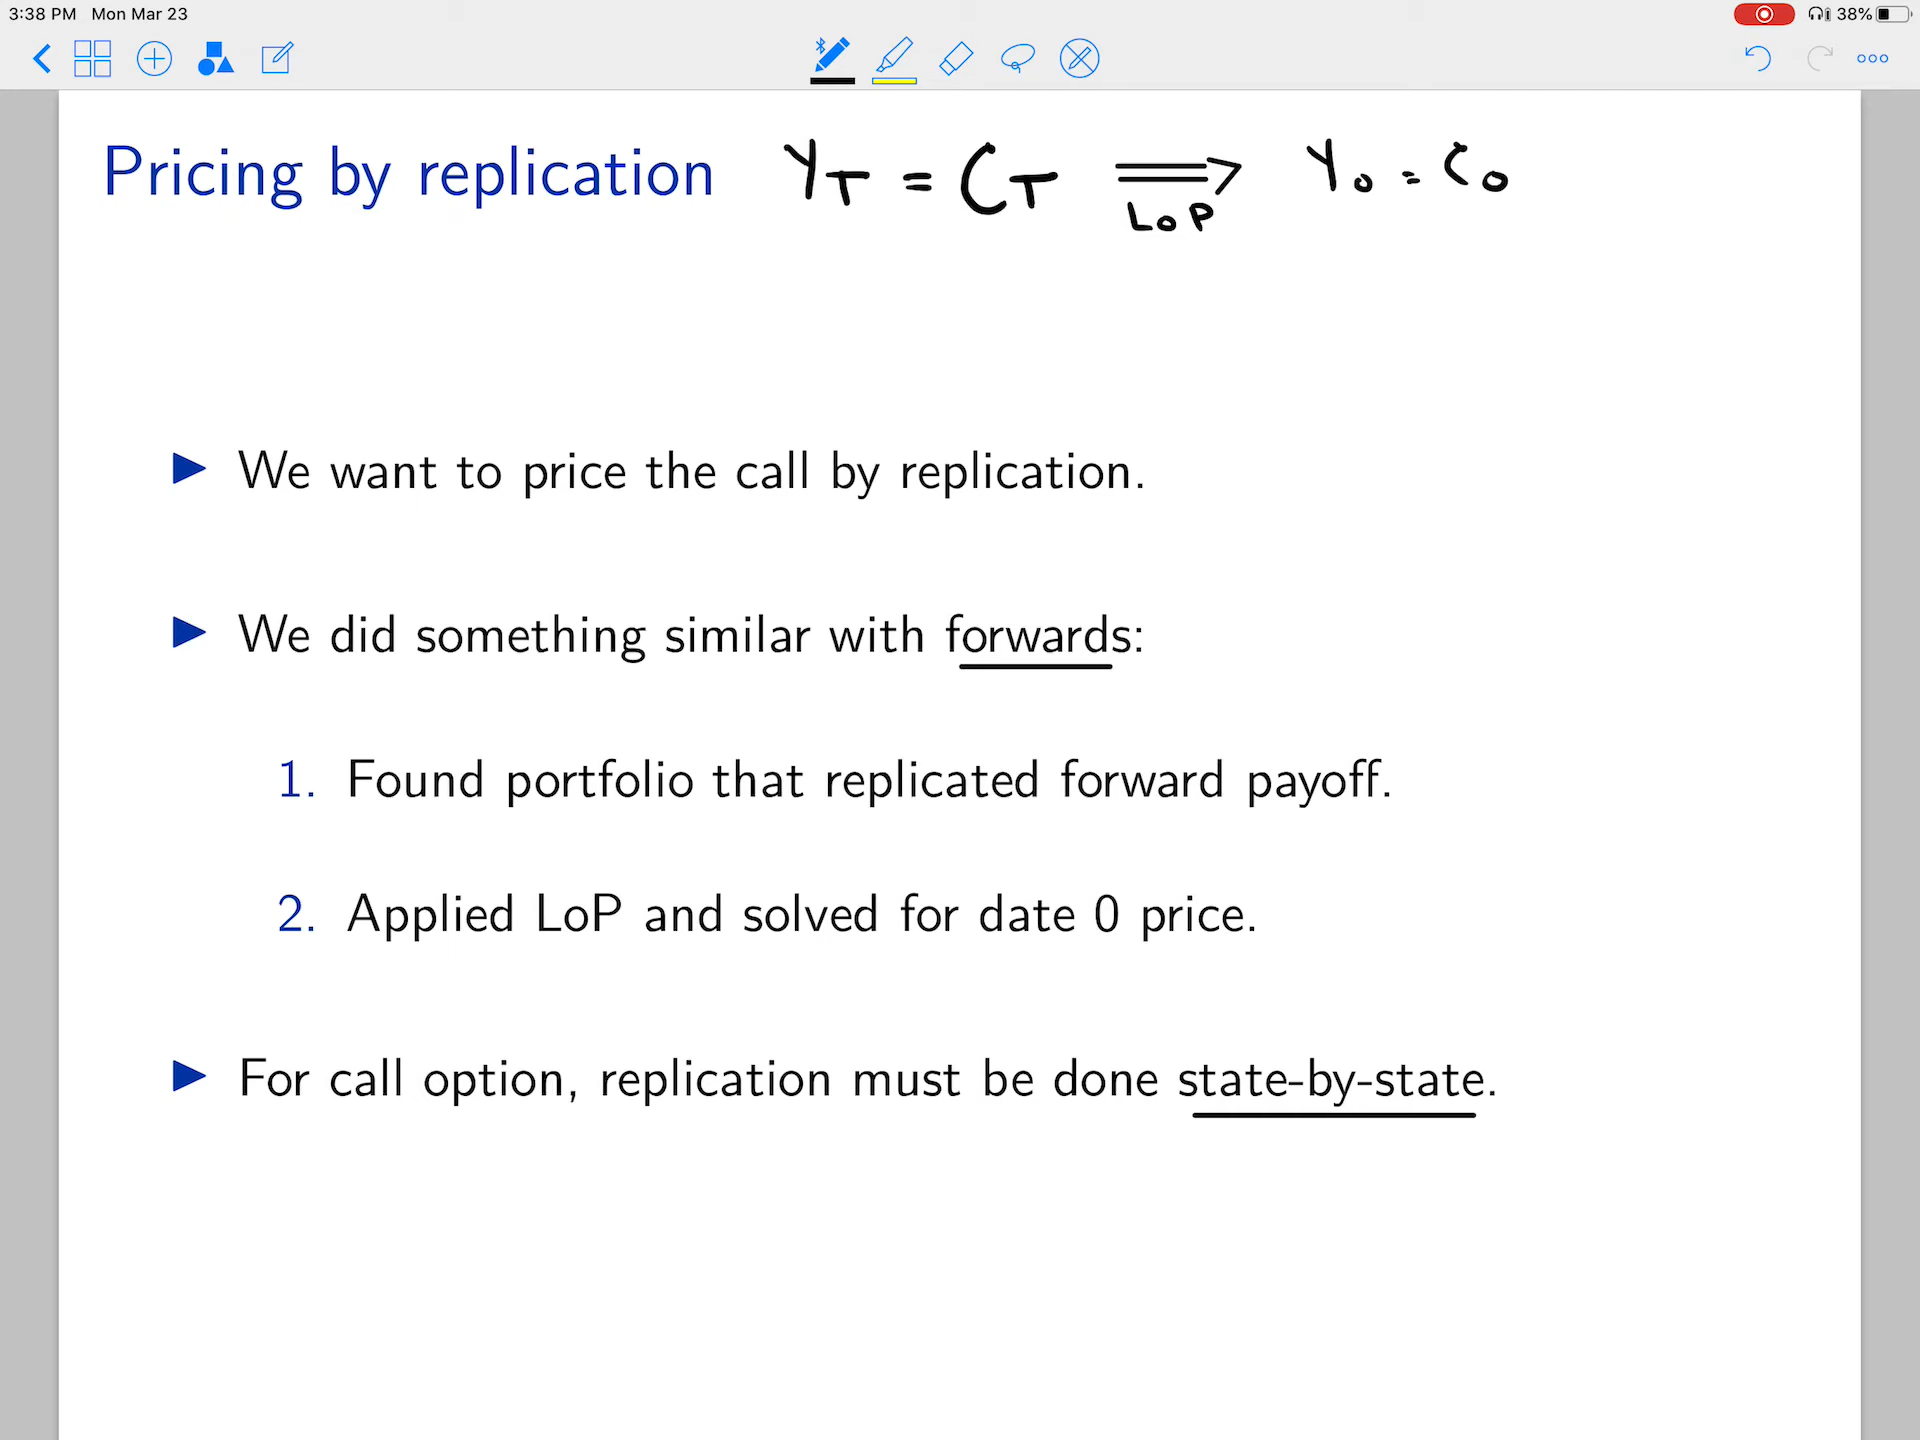 3:38 PM Mon Mar 23 38%
Pricing by replication Y_T = C_T ⟹ Y_0 = C_0
LoP
▶ We want to price the call by replication.
▶ We did something similar with forwards:
1. Found portfolio that replicated forward payoff.
2. Applied LoP and solved for date 0 price.
▶ For call option, replication must be done state-by-state.